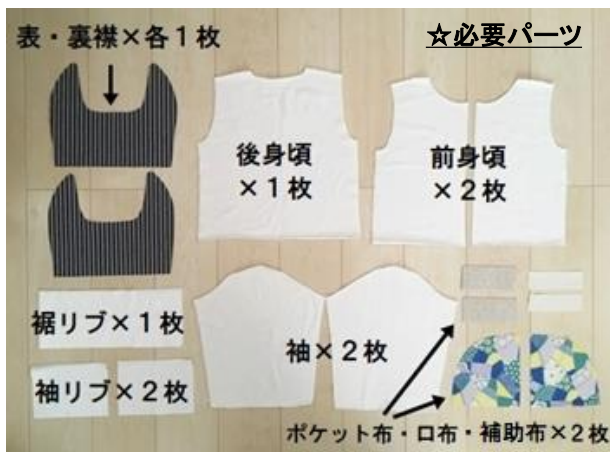 ☆必要パーツ
表・裏襟×各１枚
後身頃
×１枚
前身頃
×２枚
裾リブ×１枚
袖×２枚
袖リブ×２枚
ポケット布・口布・補助布×２枚